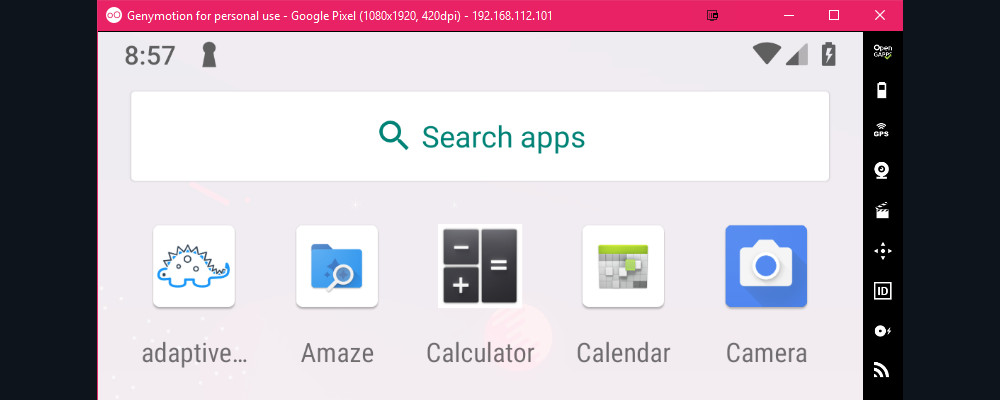 Genymotion for personal use - Google Pixel (1080x1920, 420dpi) - 192.168.112.101
8:57
Open
GAPPS
Search apps
GPS
adaptive...
Amaze
Calculator
Calendar
Camera
ID